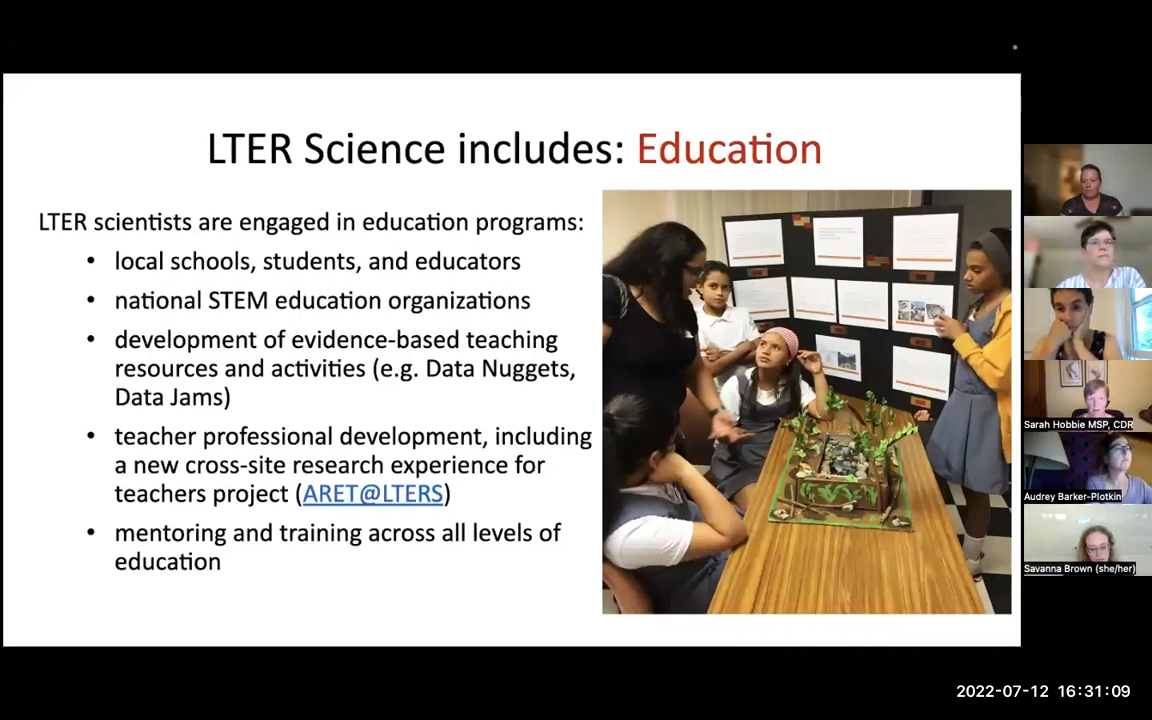 LTER Science includes: Education
LTER scientists are engaged in education programs:
• local schools, students, and educators
• national STEM education organizations
• development of evidence-based teaching
resources and activities (e.g. Data Nuggets,
Data Jams)
• teacher professional development, including
a new cross-site research experience for
teachers project (ARET@LTERS)
• mentoring and training across all levels of
education
Sarah Hobbie MSP, CDR
Audrey Barker-Plotkin
Savanna Brown (she/her)
2022-07-12 16:31:09